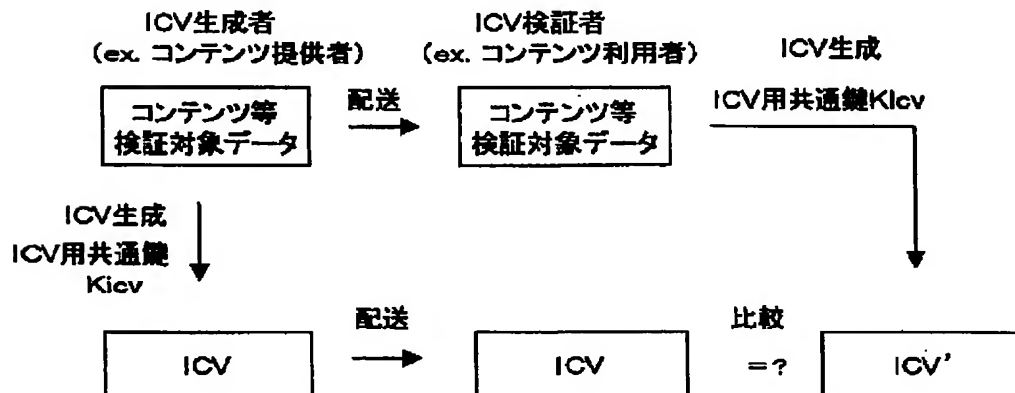 ICV生成者
(ex. コンテンツ提供者)
ICV検証者
(ex. コンテンツ利用者)
ICV生成
ICV用共通鍵Kicv
コンテンツ等
検証対象データ
配送
コンテンツ等
検証対象データ
ICV生成
ICV用共通鍵
Kicv
ICV
配送
ICV
比較
=?
ICV'